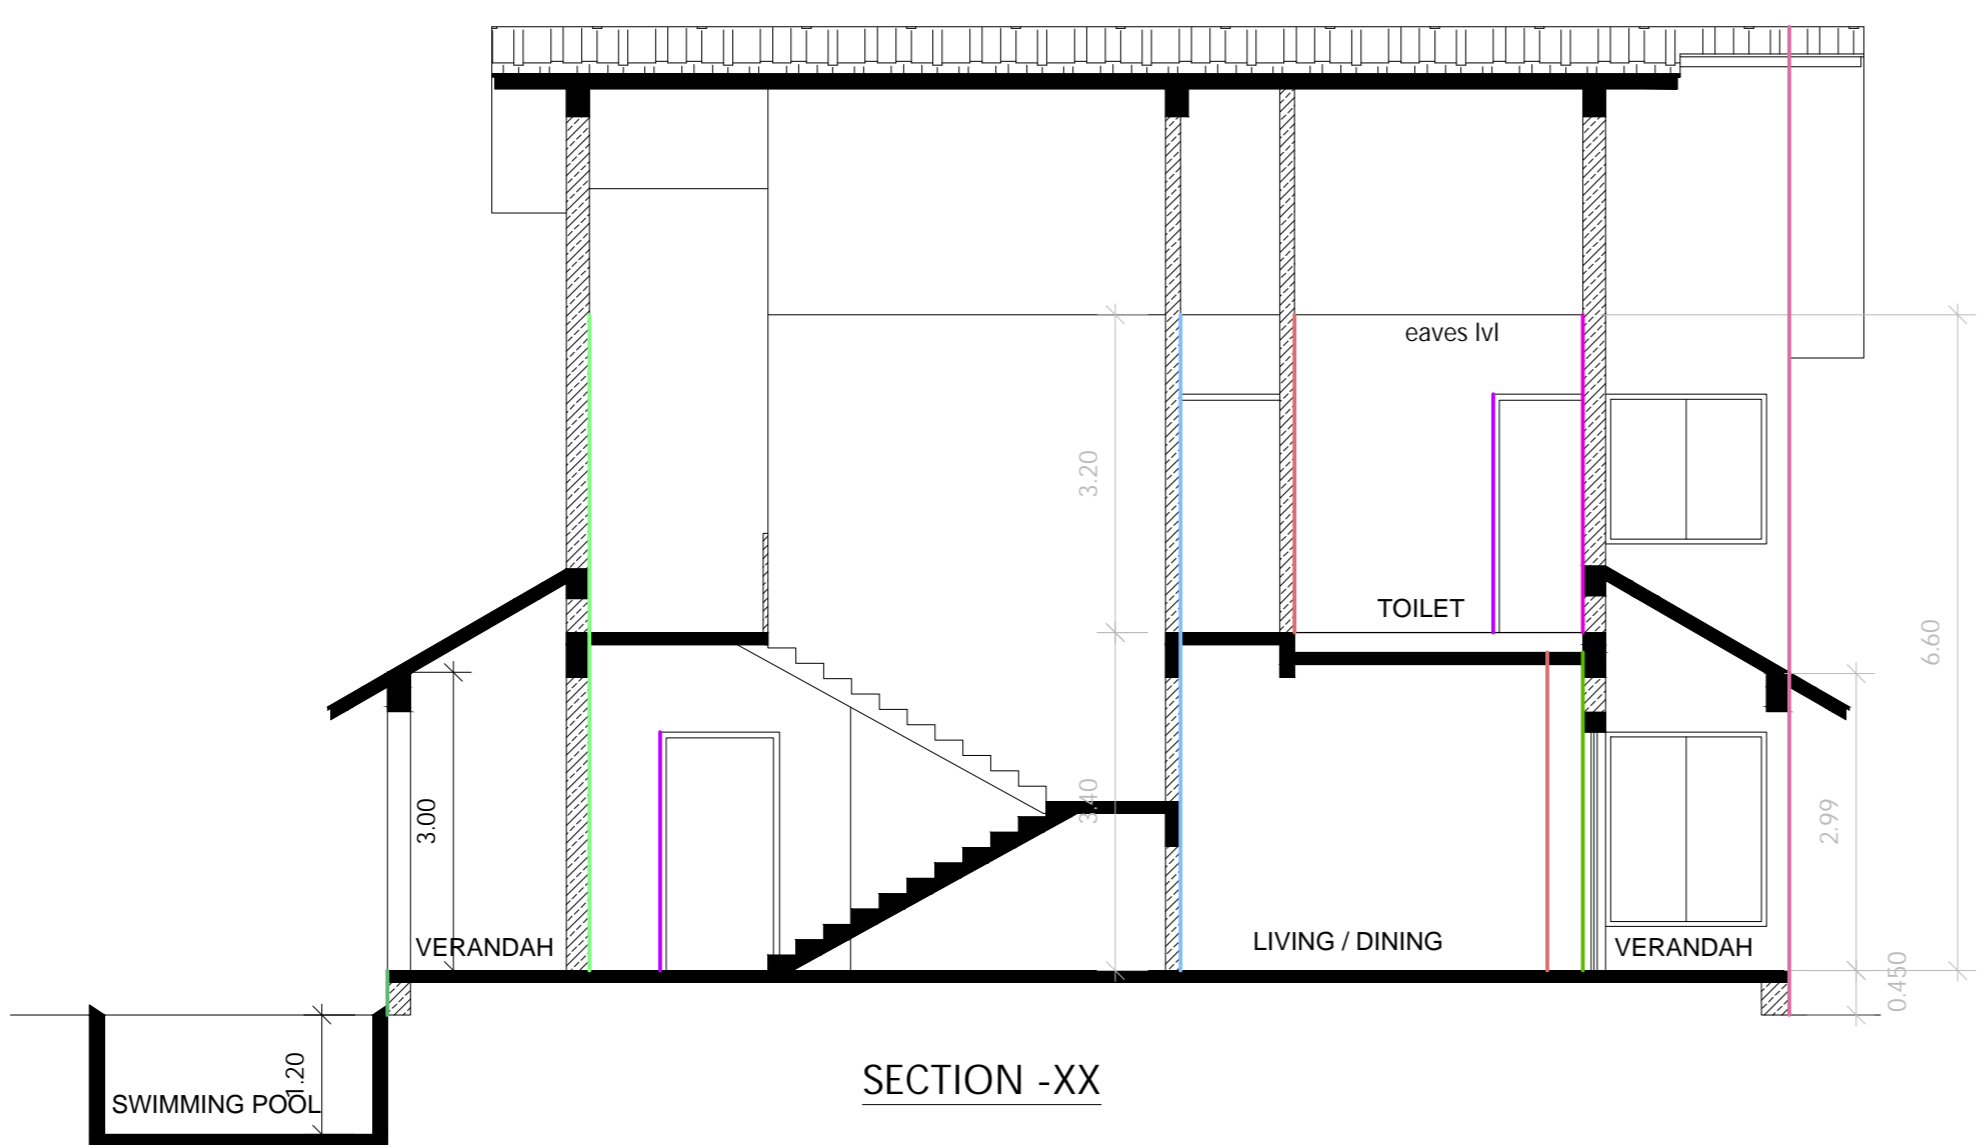 eaves lvl
3.20
TOILET
6.60
3.40
3.00
2.99
VERANDAH
LIVING / DINING
VERANDAH
0.450
1.20
SWIMMING POOL
SECTION -XX